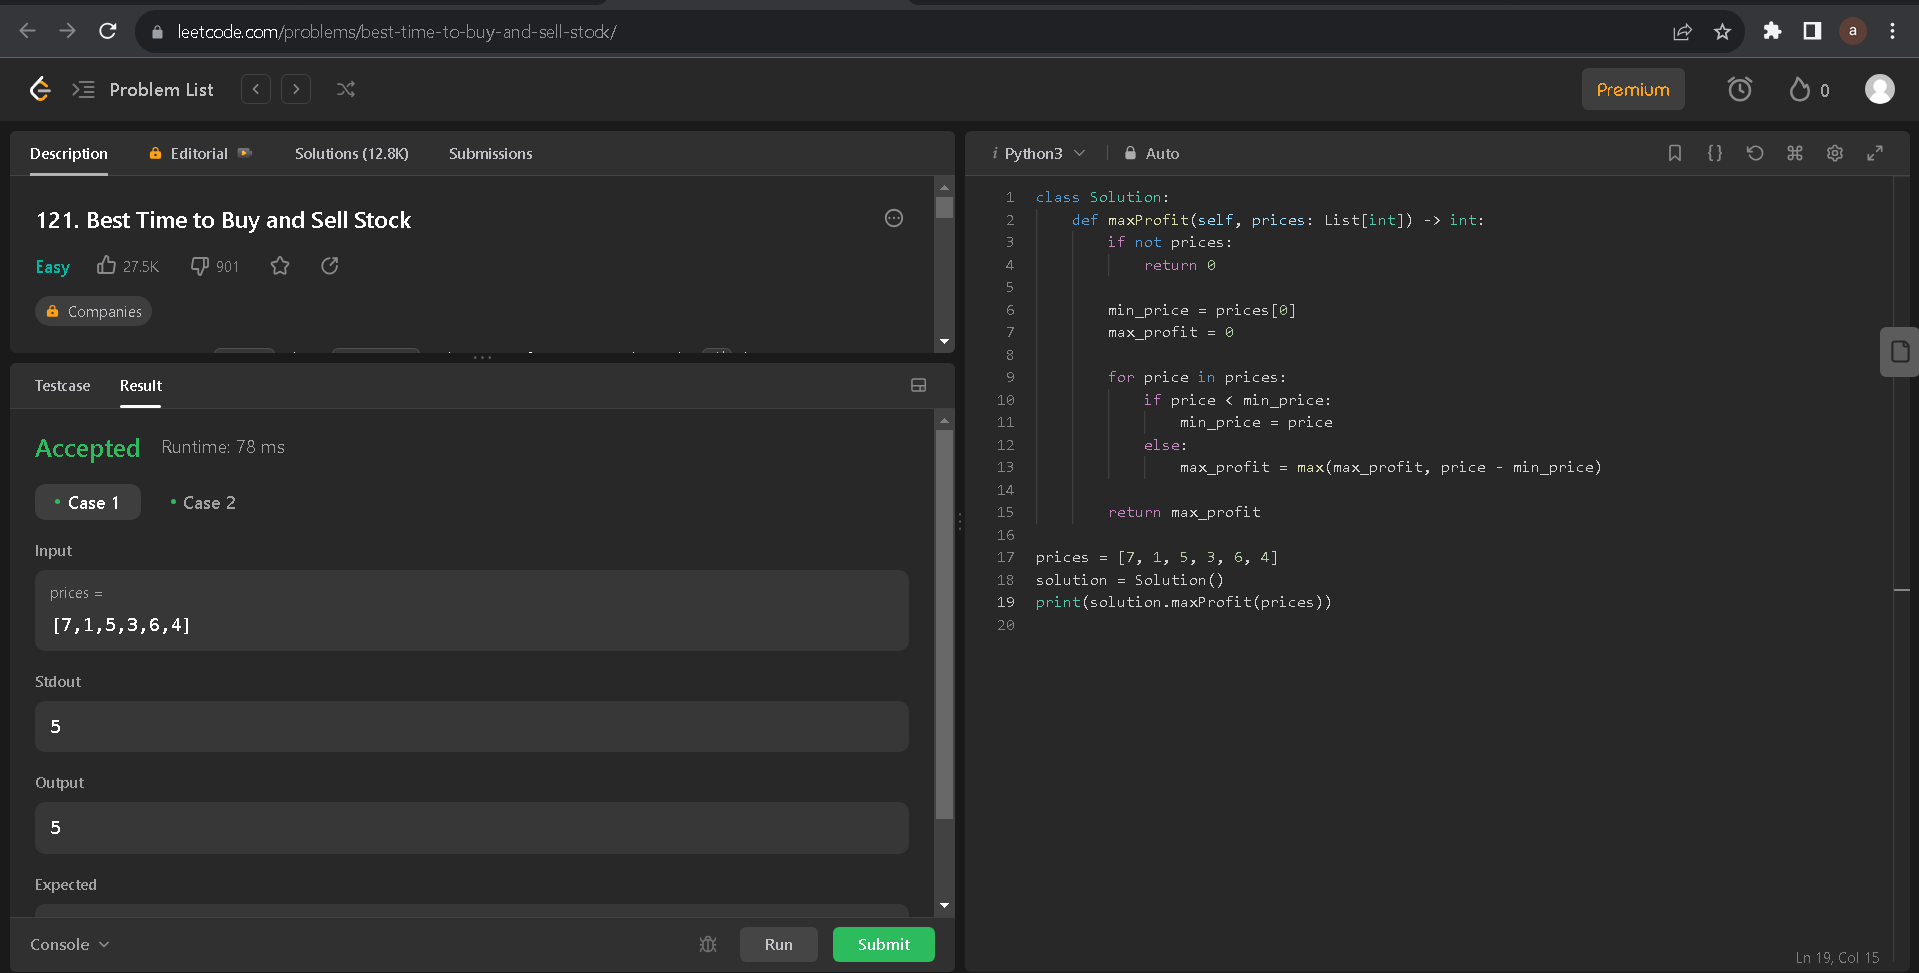 leetcode.com/problems/best-time-to-buy-and-sell-stock/
a
Problem List
Premium
0
Description
Editorial
Solutions (12.8K)
Submissions
121. Best Time to Buy and Sell Stock
Easy
27.5K
901
Companies
Testcase
Result
Accepted
Runtime: 78 ms
• Case 1
• Case 2
Input
prices =
[7,1,5,3,6,4]
Stdout
5
Output
5
Expected
Console
Run
Submit
i Python3
Auto
1 class Solution:
2     def maxProfit(self, prices: List[int]) -> int:
3         if not prices:
4             return 0
5
6         min_price = prices[0]
7         max_profit = 0
8
9         for price in prices:
10             if price < min_price:
11                 min_price = price
12             else:
13                 max_profit = max(max_profit, price - min_price)
14
15         return max_profit
16
17 prices = [7, 1, 5, 3, 6, 4]
18 solution = Solution()
19 print(solution.maxProfit(prices))
20
Ln 19, Col 15